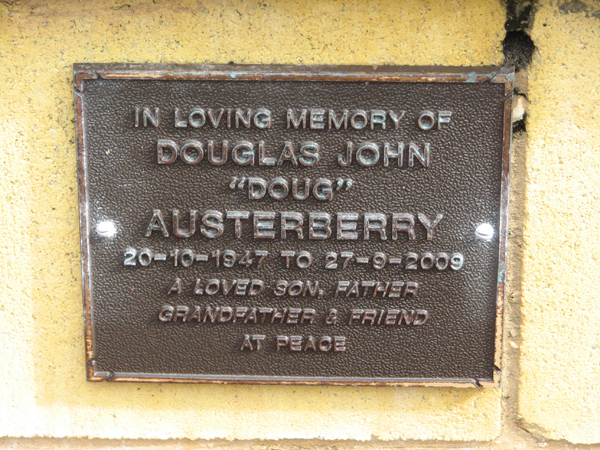 IN LOVING MEMORY OF
DOUGLAS JOHN
"DOUG"
AUSTERBERRY
20-10-1947 TO 27-9-2009
A LOVED SON, FATHER
GRANDFATHER & FRIEND
AT PEACE